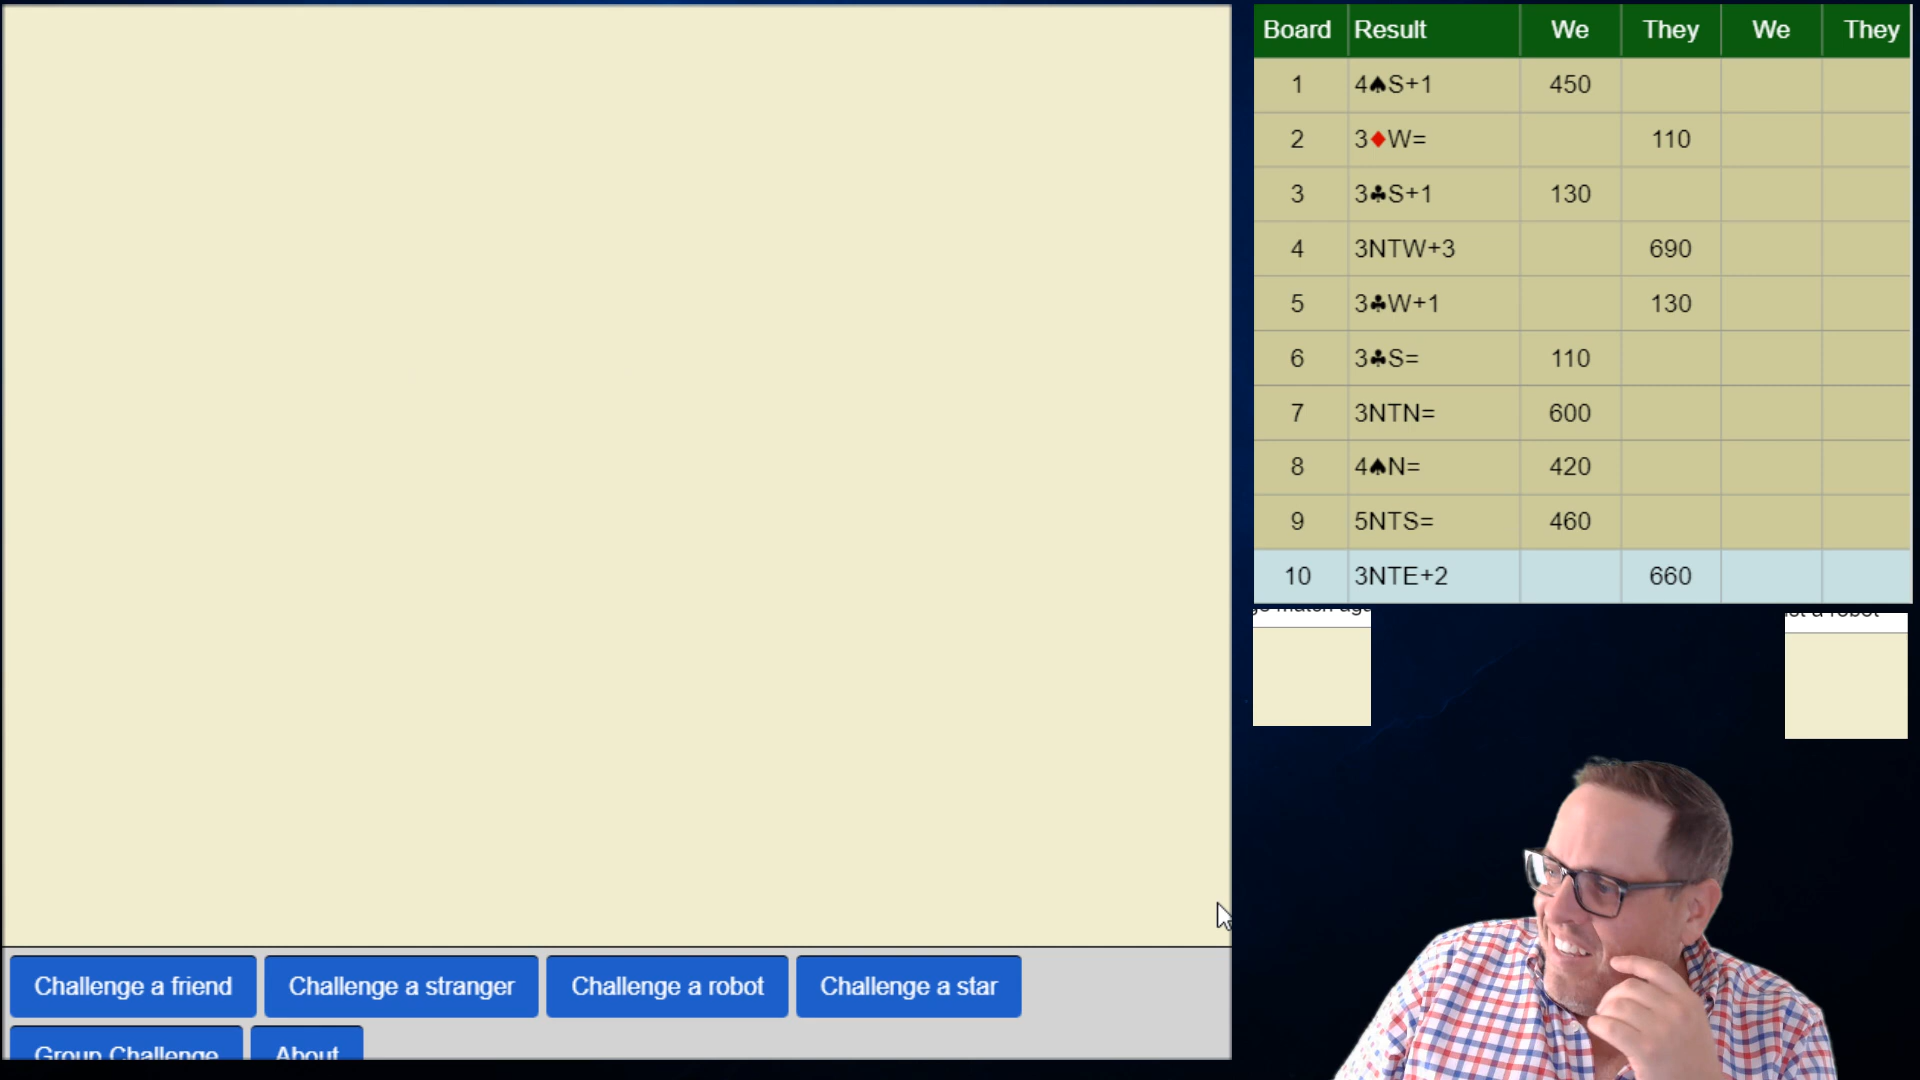 Board Result We They We They
1 4♠S+1 450
2 3♦W= 110
3 3♣S+1 130
4 3NTW+3 690
5 3♣W+1 130
6 3♣S= 110
7 3NTN= 600
8 4♠N= 420
9 5NTS= 460
10 3NTE+2 660
Challenge a friend Challenge a stranger Challenge a robot Challenge a star
Group Challenge About